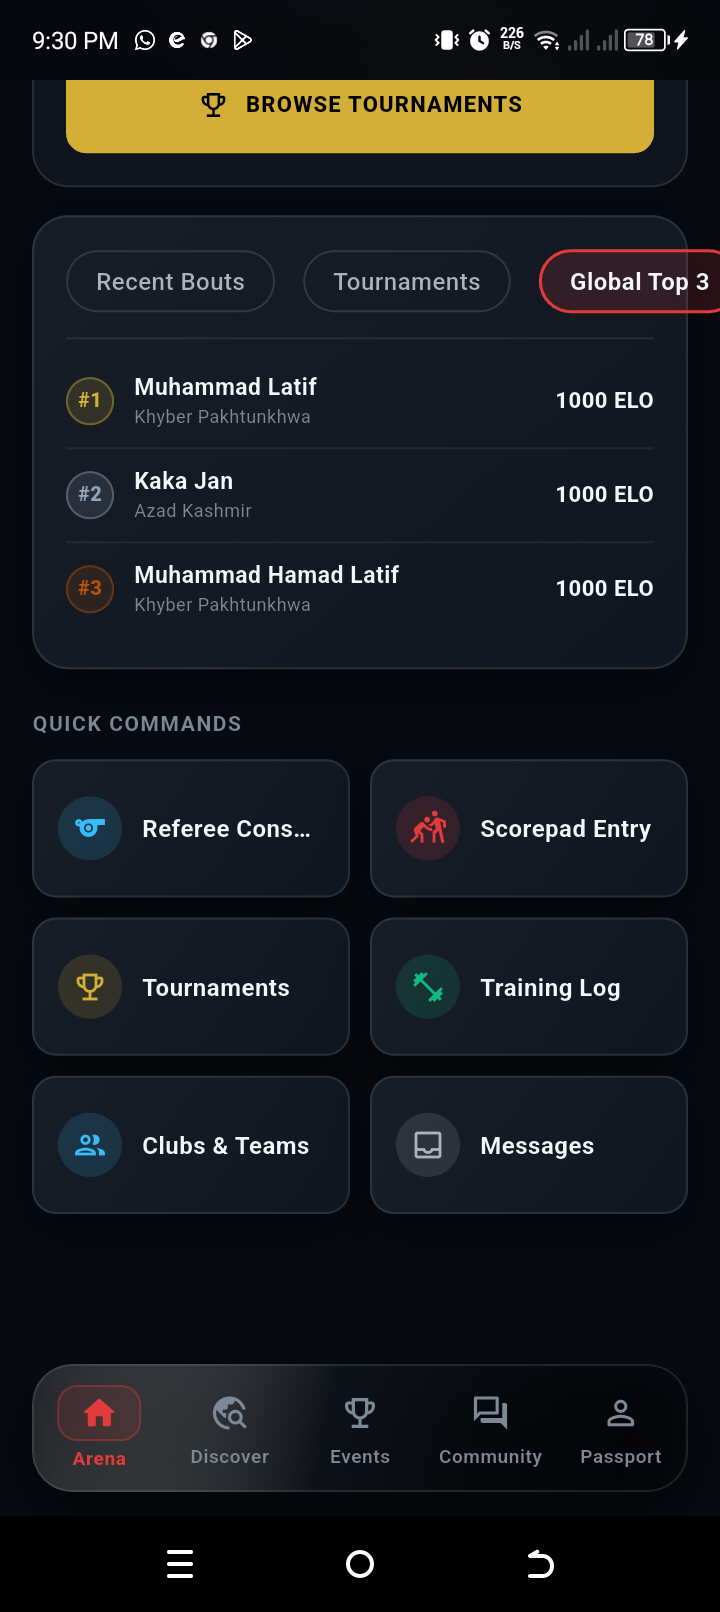 9:30 PM
226
B/S
78
BROWSE TOURNAMENTS
Recent Bouts
Tournaments
Global Top 3
#1
Muhammad Latif
Khyber Pakhtunkhwa
1000 ELO
#2
Kaka Jan
Azad Kashmir
1000 ELO
#3
Muhammad Hamad Latif
Khyber Pakhtunkhwa
1000 ELO
QUICK COMMANDS
Referee Cons...
Scorepad Entry
Tournaments
Training Log
Clubs & Teams
Messages
Arena
Discover
Events
Community
Passport